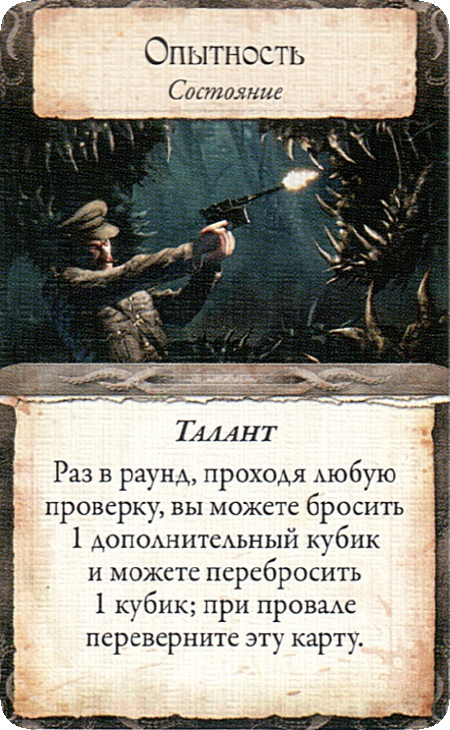 Опытность
Состояние
Талант
Раз в раунд, проходя любую
проверку, вы можете бросить
1 дополнительный кубик
и можете перебросить
1 кубик; при провале
переверните эту карту.